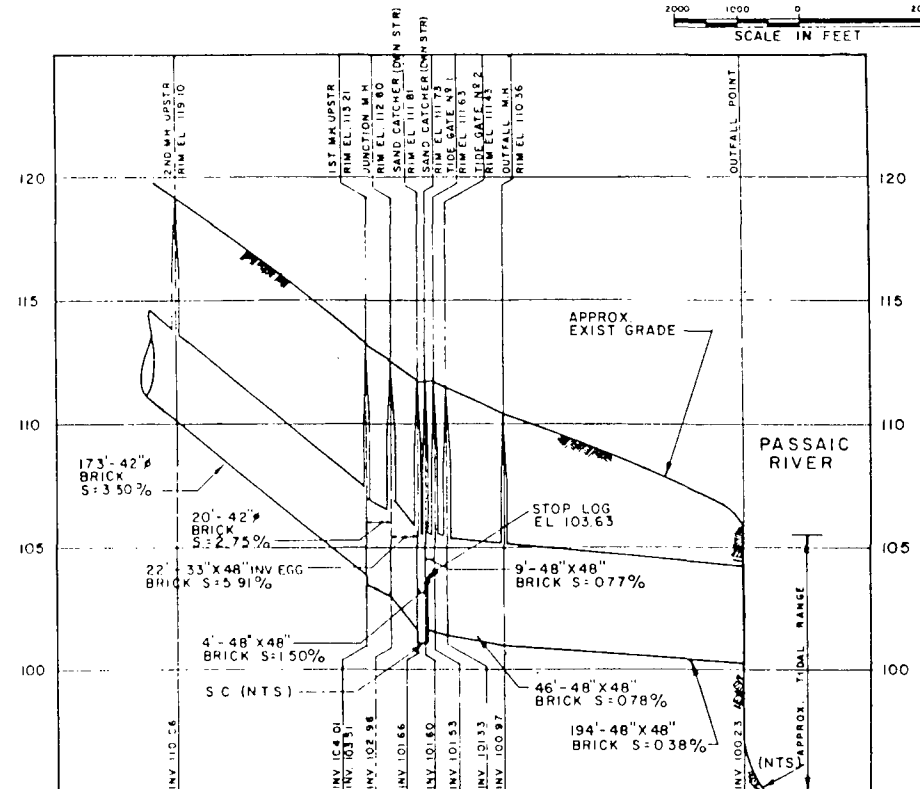 2000 1000 0
SCALE IN FEET
2ND MH UPSTR
RIM EL. 119.10
1ST MH UPSTR
RIM EL. 113.21
JUNCTION M.H.
RIM EL. 112.60
SAND CATCHER (DWN STR)
RIM EL. 111.81
SAND CATCHER (DWN STR)
RIM EL. 111.73
TIDE GATE Nº 1
RIM EL. 111.63
TIDE GATE Nº 2
RIM EL. 111.43
OUTFALL M.H.
RIM EL. 110.36
OUTFALL POINT
120 120
115 115
APPROX.
EXIST GRADE
110 110
PASSAIC
RIVER
173'-42"ø
BRICK
S=3.50%
STOP LOG
EL 103.63
20'-42"ø
BRICK
S=2.75%
105 105
22'-33"X48" INV. EGG
BRICK S=5.91%
9'-48"X48"
BRICK S=0.77%
4'-48"X48"
BRICK S=1.50%
100 100
S.C. (NTS)
46'-48"X48"
BRICK S=0.78%
194'-48"X48"
BRICK S=0.38%
APPROX. TIDAL RANGE
(NTS)
INV. 110.06
INV. 104.01
INV. 103.51
INV. 102.96
INV. 101.66
INV. 101.60
INV. 101.53
INV. 101.33
INV. 100.97
INV. 100.23